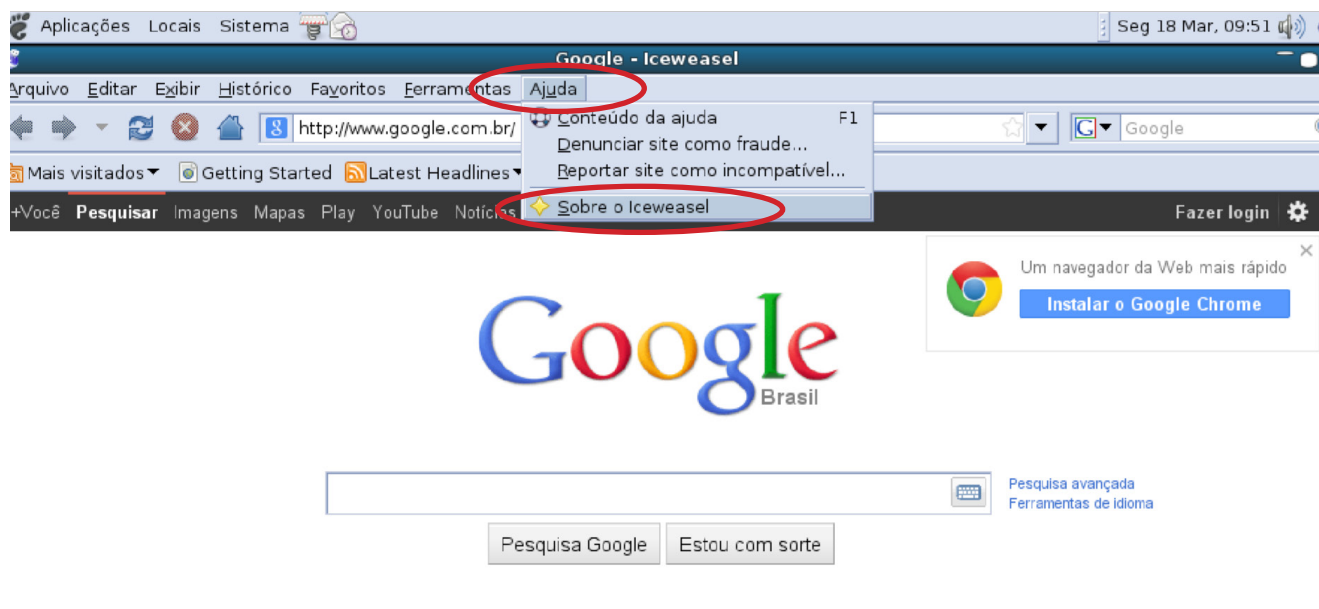 Aplicações Locais Sistema Seg 18 Mar, 09:51
Google - Iceweasel
Arquivo Editar Exibir Histórico Favoritos Ferramentas Ajuda
Conteúdo da ajuda F1
Denunciar site como fraude...
Reportar site como incompatível...
Sobre o Iceweasel
http://www.google.com.br/ Google
Mais visitados Getting Started Latest Headlines
+Você Pesquisar Imagens Mapas Play YouTube Notícias Fazer login
Um navegador da Web mais rápido
Instalar o Google Chrome
Google
Brasil
Pesquisa avançada
Ferramentas de idioma
Pesquisa Google Estou com sorte